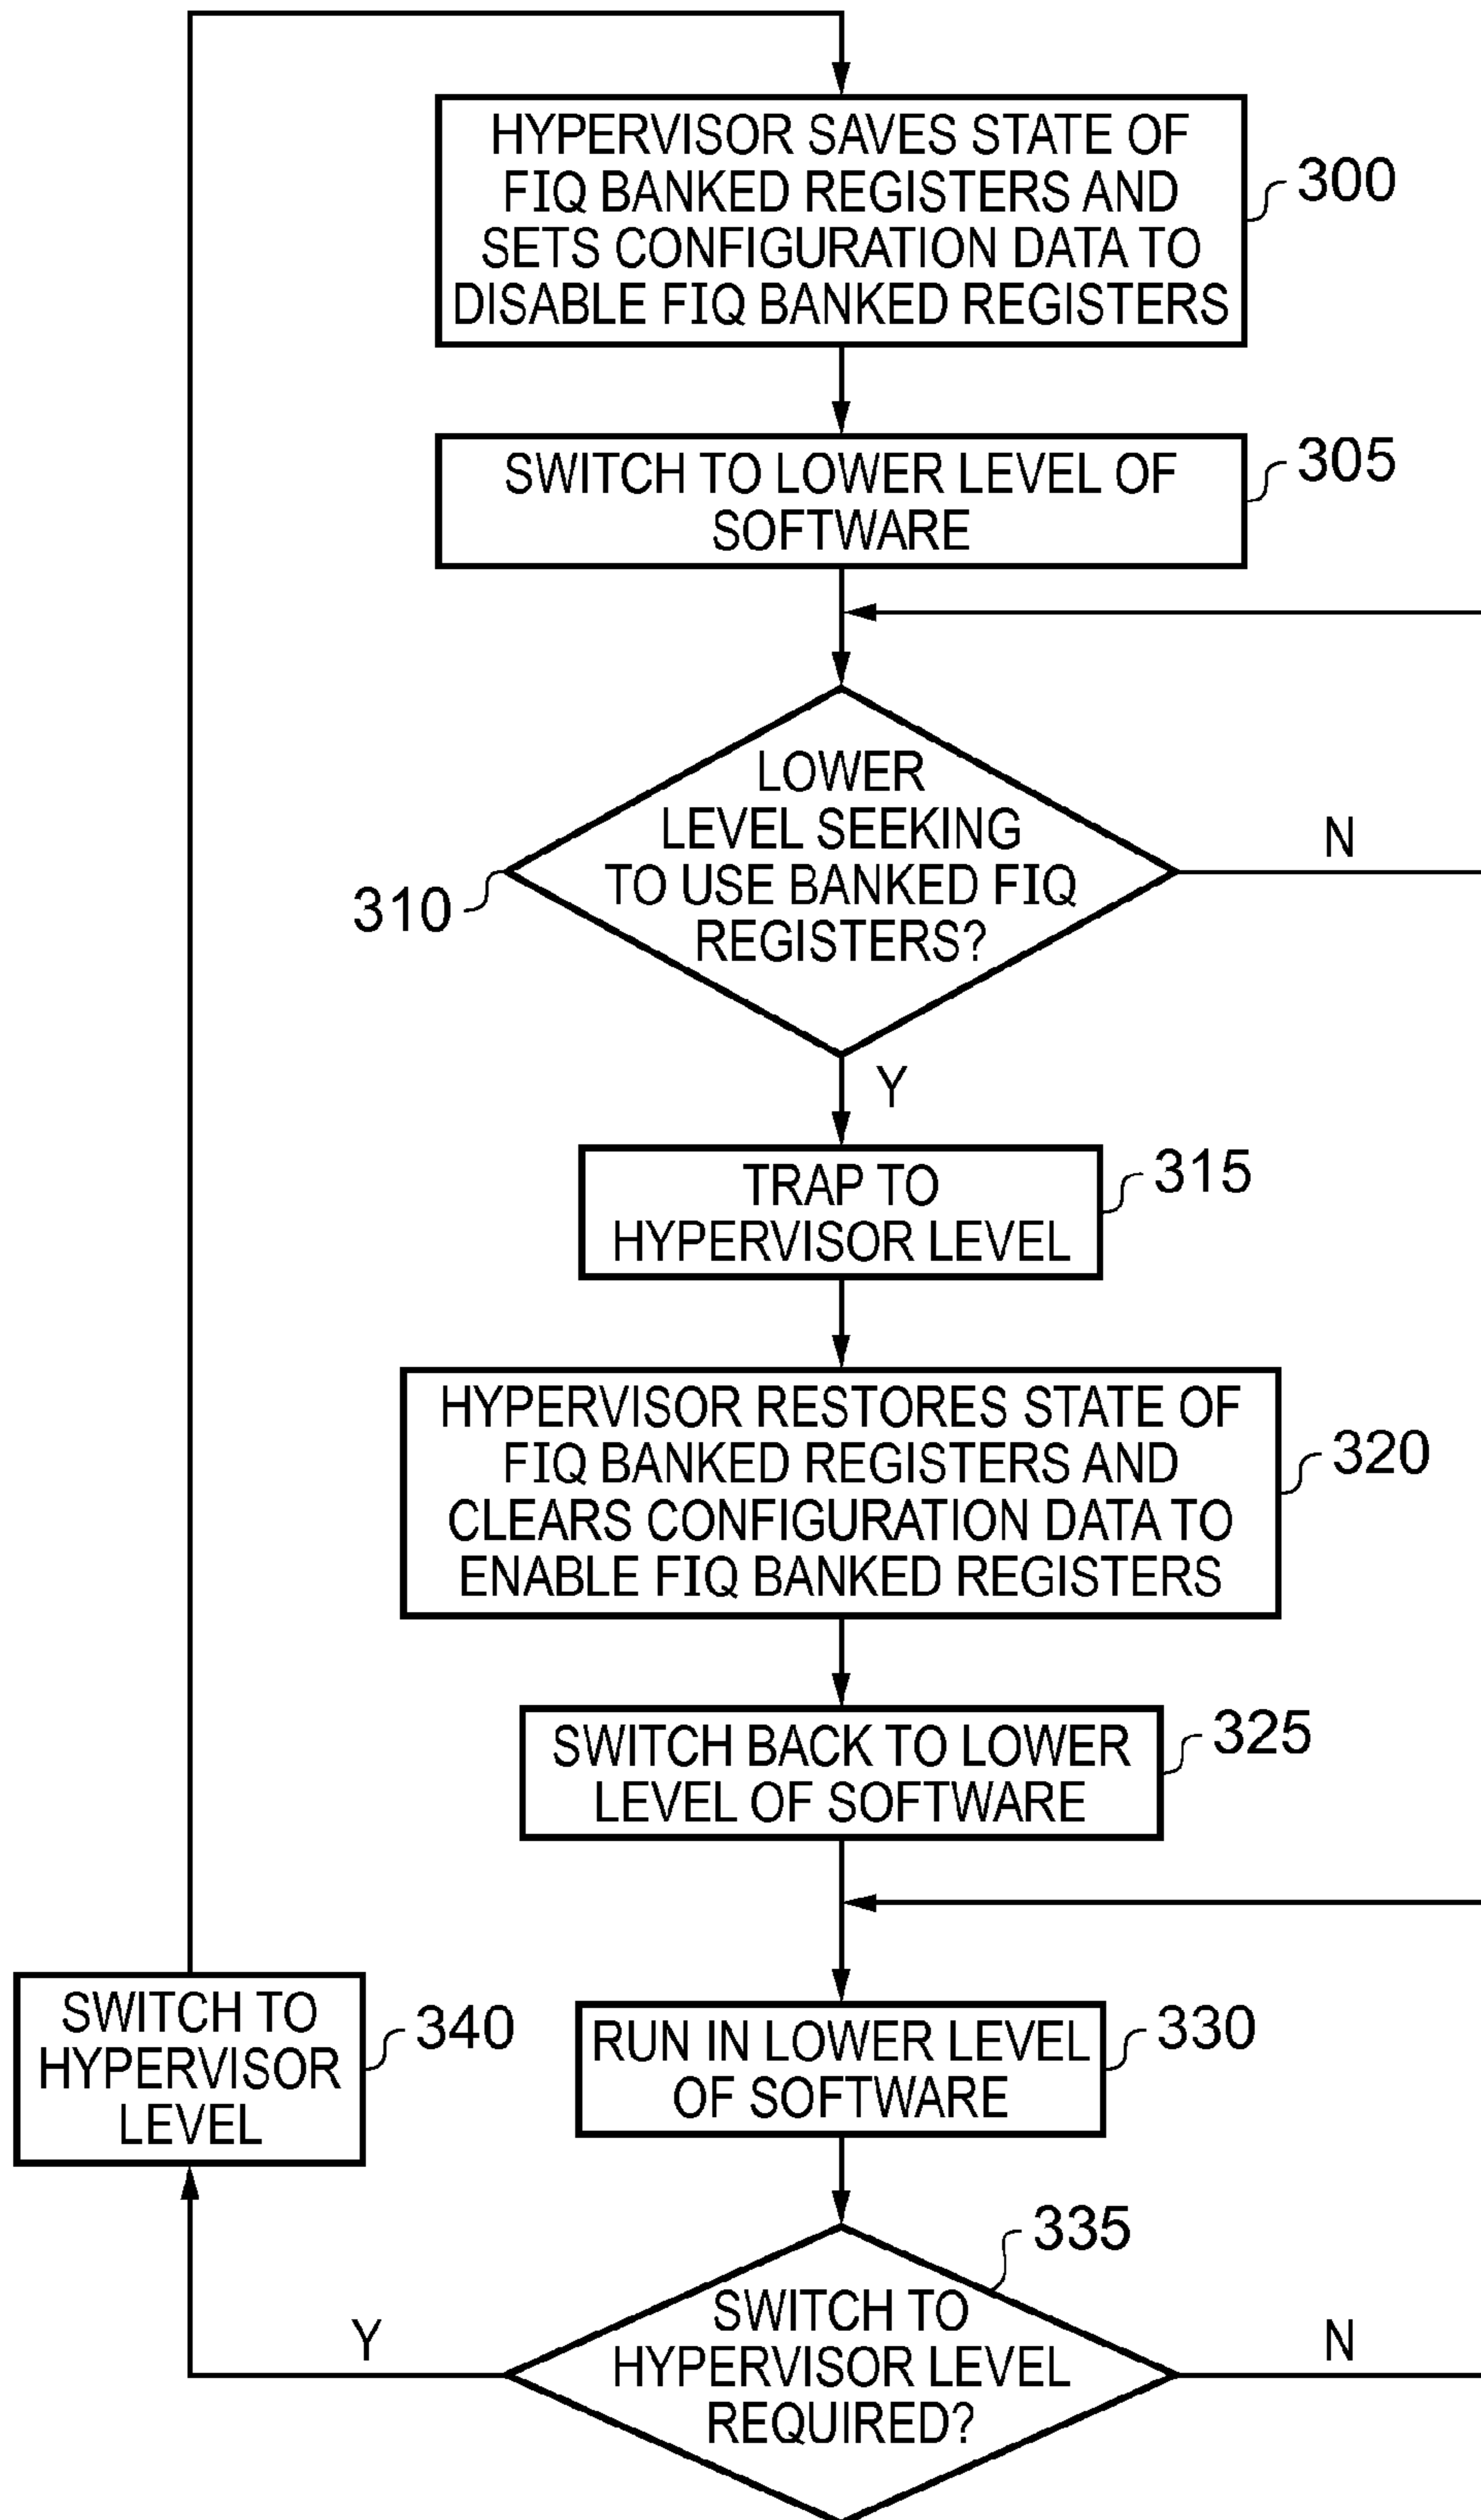 HYPERVISOR SAVES STATE OF
FIQ BANKED REGISTERS AND
SETS CONFIGURATION DATA TO
DISABLE FIQ BANKED REGISTERS
300
SWITCH TO LOWER LEVEL OF
SOFTWARE
305
LOWER
LEVEL SEEKING
TO USE BANKED FIQ
REGISTERS?
N
310
Y
TRAP TO
HYPERVISOR LEVEL
315
HYPERVISOR RESTORES STATE OF
FIQ BANKED REGISTERS AND
CLEARS CONFIGURATION DATA TO
ENABLE FIQ BANKED REGISTERS
320
SWITCH BACK TO LOWER
LEVEL OF SOFTWARE
325
SWITCH TO
HYPERVISOR
LEVEL
340
RUN IN LOWER LEVEL
OF SOFTWARE
330
335
SWITCH TO
HYPERVISOR LEVEL
REQUIRED?
Y
N